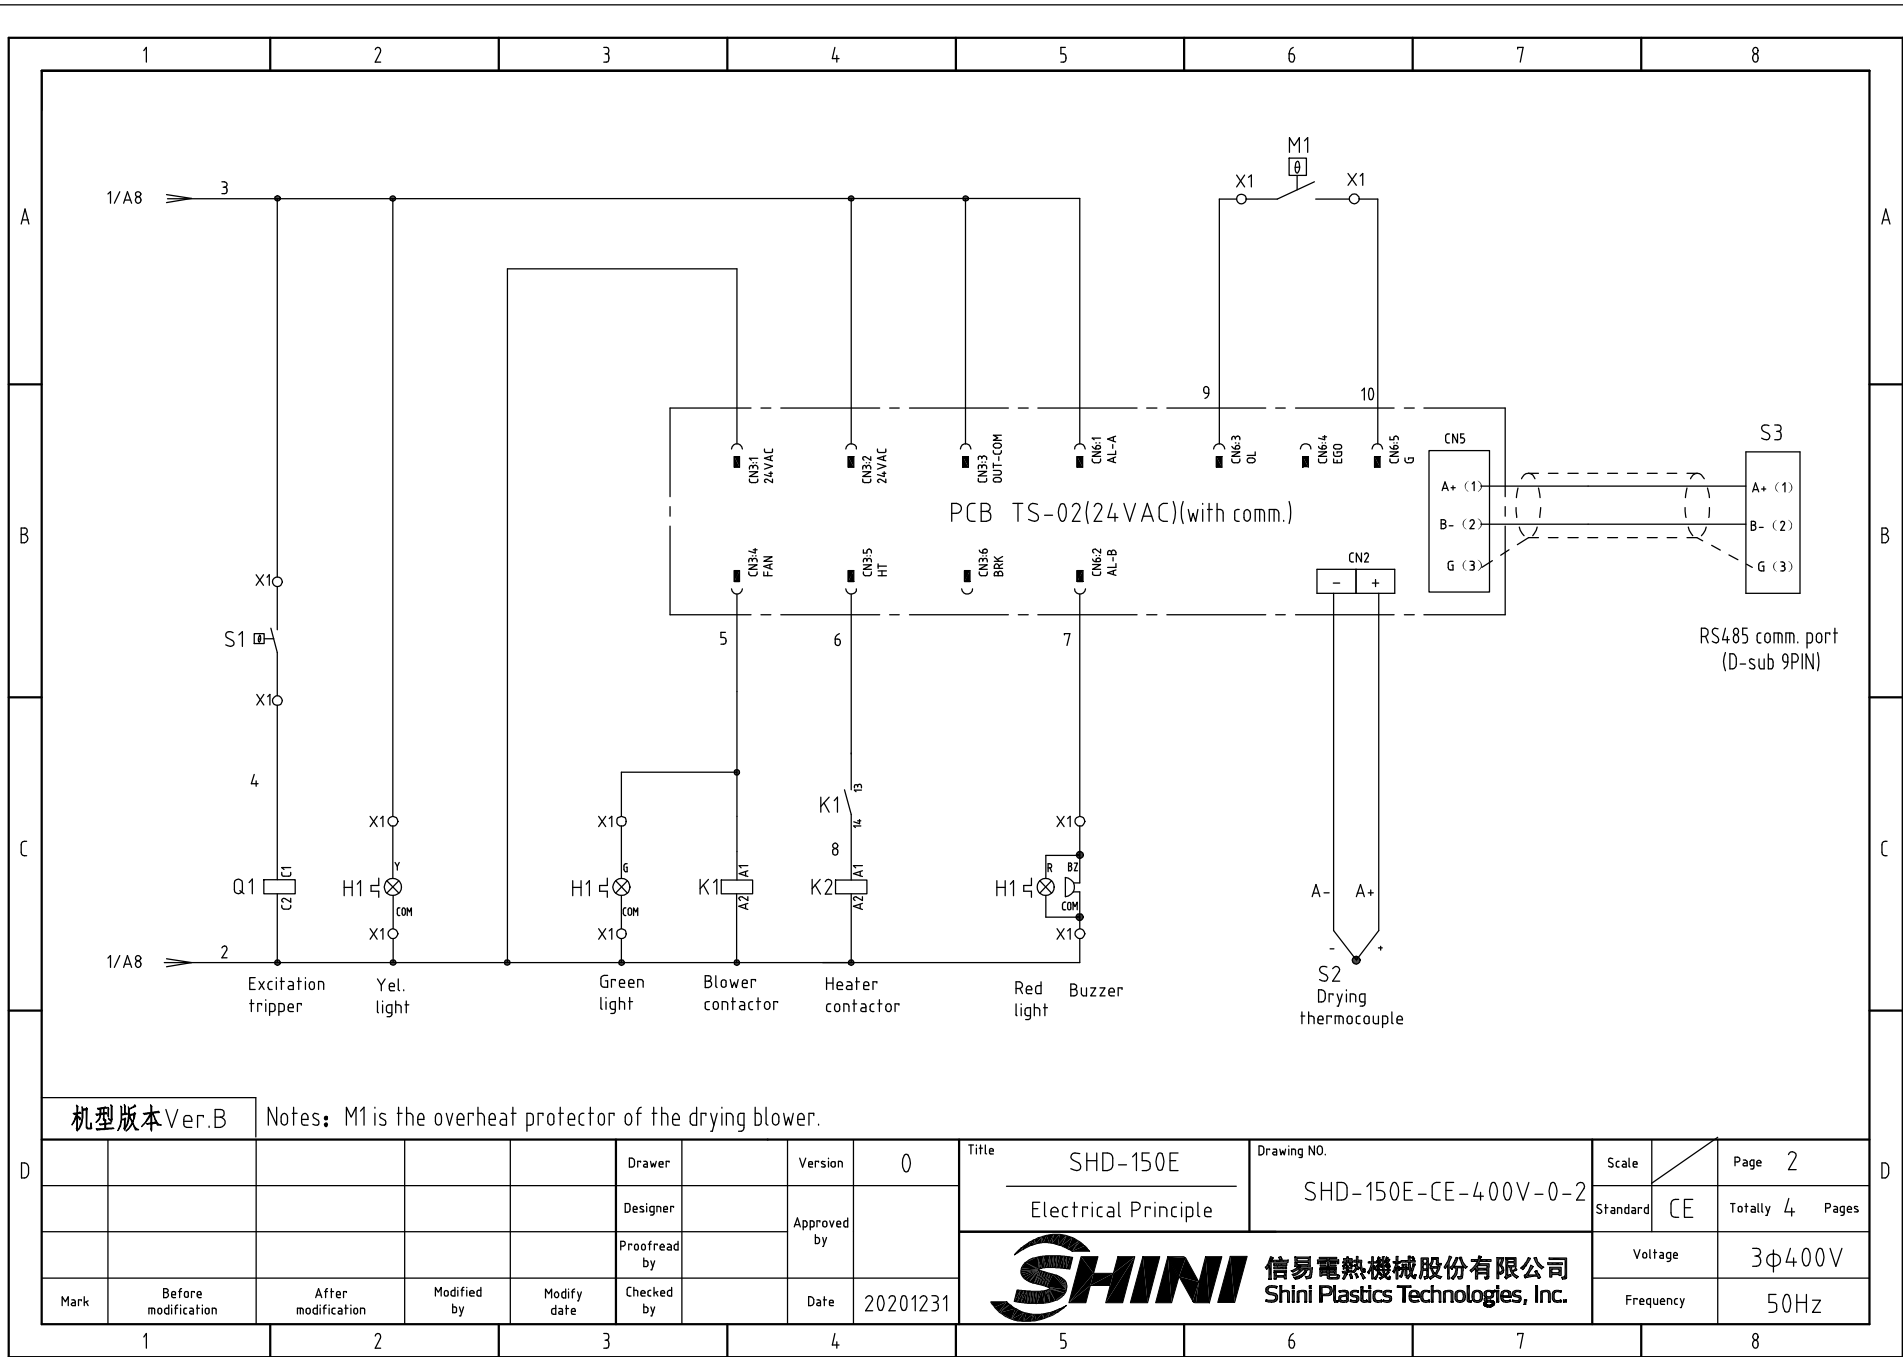 1 2 3 4 5 6 7 8
M1
θ
X1 X1
1/A8 3
A A
9 10
CN3:1
24VAC
CN3:2
24VAC
CN3:3
OUT-COM
CN6:1
AL-A
CN6:3
OL
CN6:4
EGO
CN6:5
G
CN5
S3
A+ (1) A+ (1)
PCB TS-02(24VAC)(with comm.)
B- (2) B- (2)
B B
CN3:4
FAN
CN3:5
HT
CN3:6
BRK
CN6:2
AL-B
CN2
- +
G (3) G (3)
X1
S1 θ
5 6 7
RS485 comm. port
(D-sub 9PIN)
X1
4
K1 13
14
X1 X1 X1
8
C C
Q1 C1
C2
H1 Y
COM
H1 G
COM
K1 A1
A2
K2 A1
A2
H1 R BZ
COM
A- A+
X1 X1 X1
- +
1/A8 2
S2
Drying
thermocouple
Excitation
tripper
Yel.
light
Green
light
Blower
contactor
Heater
contactor
Red
light
Buzzer
机型版本Ver.B
Notes: M1 is the overheat protector of the drying blower.
D D
Drawer
Version 0
Title
SHD-150E
Electrical Principle
Drawing NO.
SHD-150E-CE-400V-0-2
Scale
Page 2
Designer
Approved
by
Standard CE
Totally 4 Pages
Proofread
by
SHINI
信易電熱機械股份有限公司
Shini Plastics Technologies, Inc.
Voltage 3ϕ400V
Mark
Before
modification
After
modification
Modified
by
Modify
date
Checked
by
Date 20201231
Frequency 50Hz
1 2 3 4 5 6 7 8